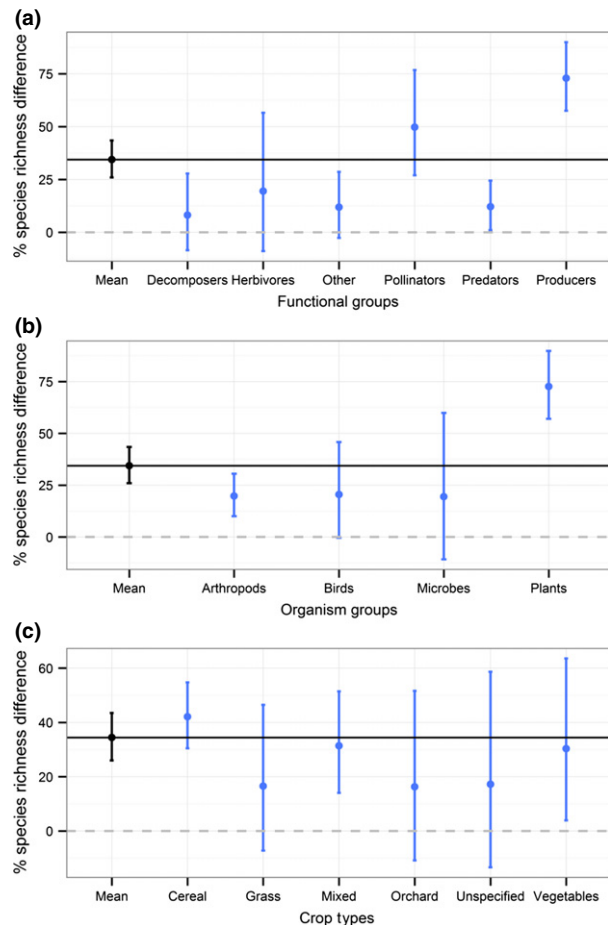 (a)
% species richness difference
75
50
25
0
Mean Decomposers Herbivores Other Pollinators Predators Producers
Functional groups
(b)
% species richness difference
75
50
25
0
Mean Arthropods Birds Microbes Plants
Organism groups
(c)
% species richness difference
60
40
20
0
Mean Cereal Grass Mixed Orchard Unspecified Vegetables
Crop types